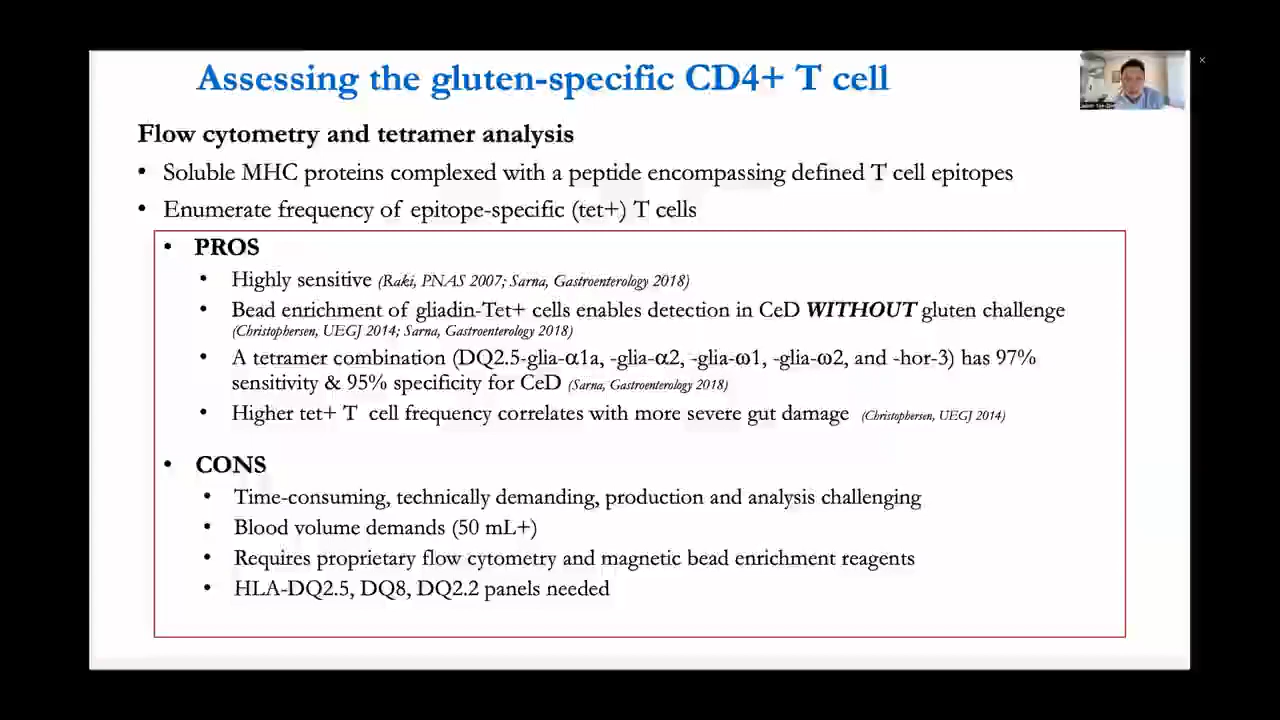 Assessing the gluten-specific CD4+ T cell
Flow cytometry and tetramer analysis
• Soluble MHC proteins complexed with a peptide encompassing defined T cell epitopes
• Enumerate frequency of epitope-specific (tet+) T cells
• PROS
• Highly sensitive (Raki, PNAS 2007; Sarna, Gastroenterology 2018)
• Bead enrichment of gliadin-Tet+ cells enables detection in CeD WITHOUT gluten challenge
(Christophersen, UEGJ 2014; Sarna, Gastroenterology 2018)
• A tetramer combination (DQ2.5-glia-α1a, -glia-α2, -glia-ω1, -glia-ω2, and -hor-3) has 97%
sensitivity & 95% specificity for CeD (Sarna, Gastroenterology 2018)
• Higher tet+ T cell frequency correlates with more severe gut damage (Christophersen, UEGJ 2014)
• CONS
• Time-consuming, technically demanding, production and analysis challenging
• Blood volume demands (50 mL+)
• Requires proprietary flow cytometry and magnetic bead enrichment reagents
• HLA-DQ2.5, DQ8, DQ2.2 panels needed